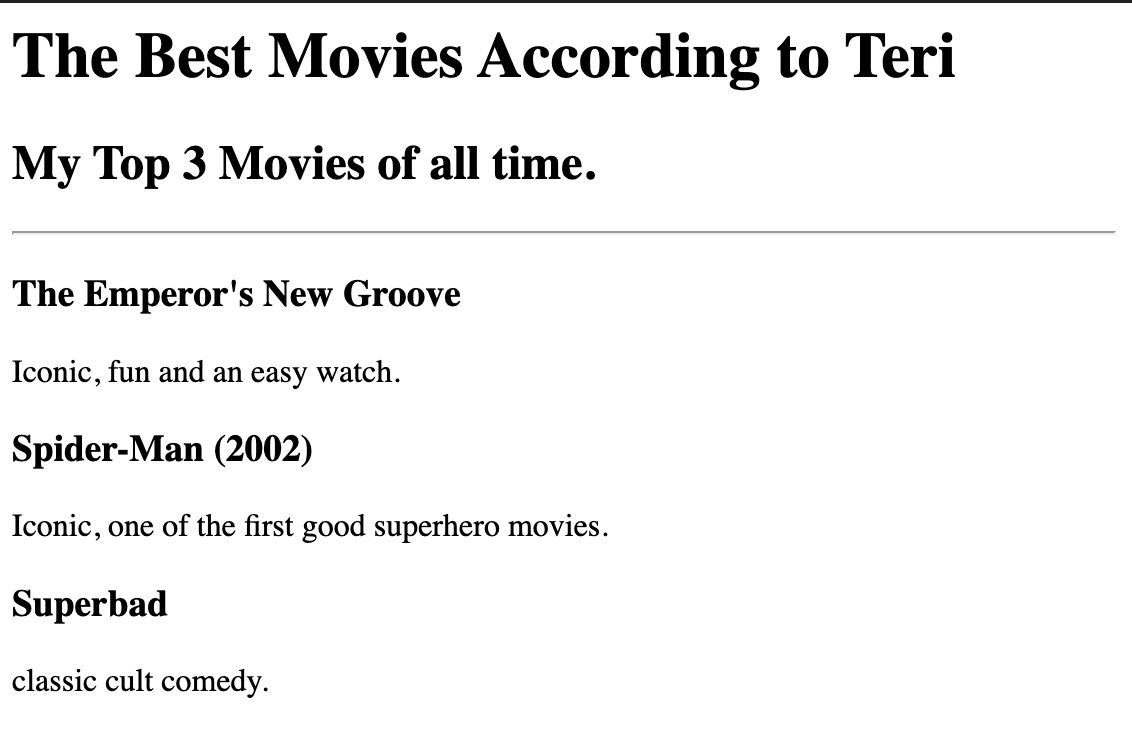 The Best Movies According to Teri
My Top 3 Movies of all time.
The Emperor's New Groove
Iconic, fun and an easy watch.
Spider-Man (2002)
Iconic, one of the first good superhero movies.
Superbad
classic cult comedy.